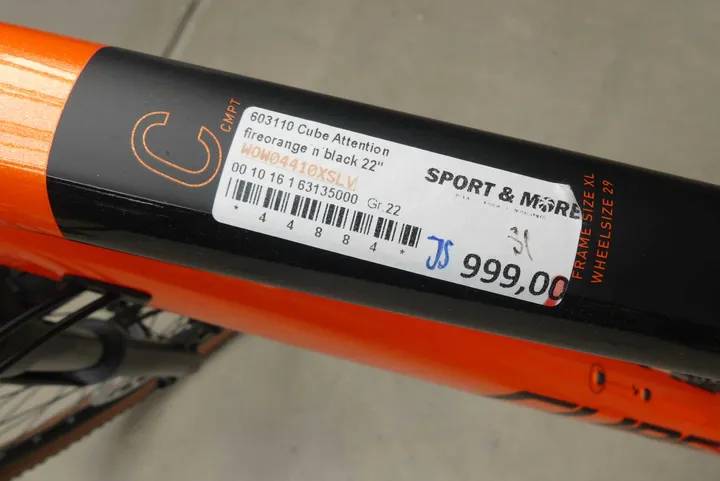 C
CMPT
603110 Cube Attention
fireorange n black 22"
WOW04410XSLV
00 10 16 1 63135000 Gr.22
* 4 4 8 8 4 *
SPORT & MORE
JS 999,00
FRAME SIZE XL
WHEELSIZE 29